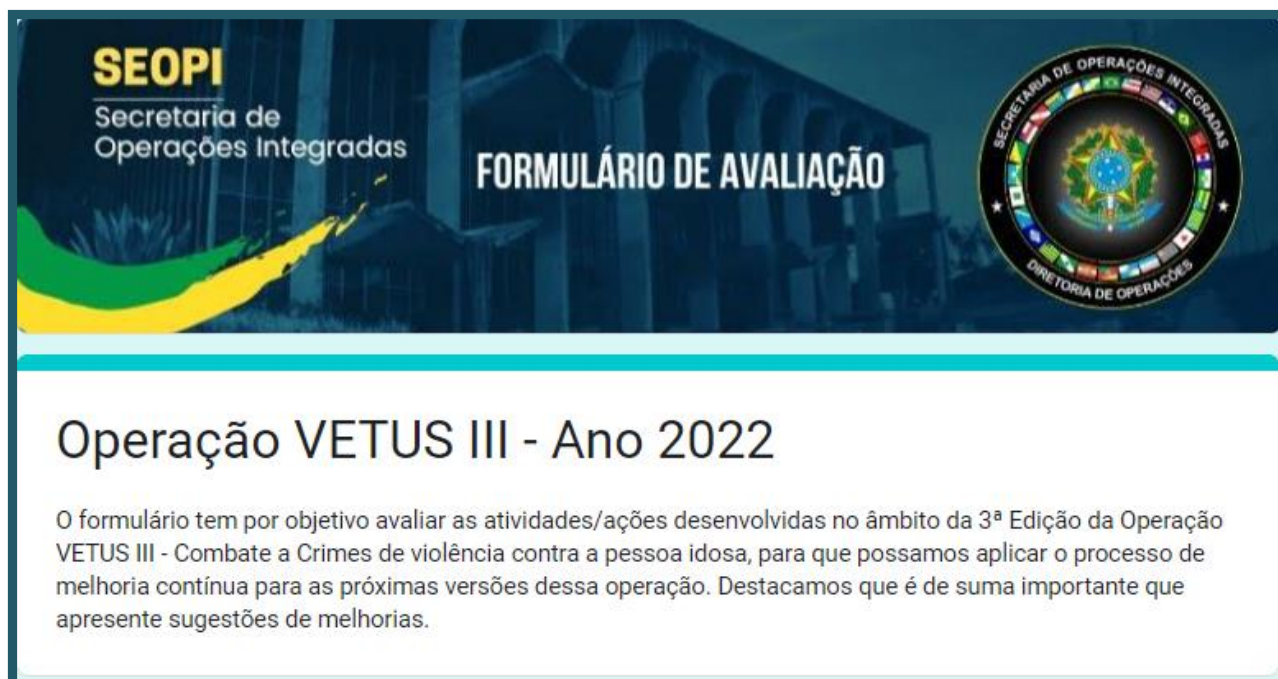 SEOPI
Secretaria de
Operações Integradas
FORMULÁRIO DE AVALIAÇÃO
SECRETARIA DE OPERAÇÕES INTEGRADAS
DIRETORIA DE OPERAÇÕES
Operação VETUS III - Ano 2022
O formulário tem por objetivo avaliar as atividades/ações desenvolvidas no âmbito da 3ª Edição da Operação
VETUS III - Combate a Crimes de violência contra a pessoa idosa, para que possamos aplicar o processo de
melhoria contínua para as próximas versões dessa operação. Destacamos que é de suma importante que
apresente sugestões de melhorias.